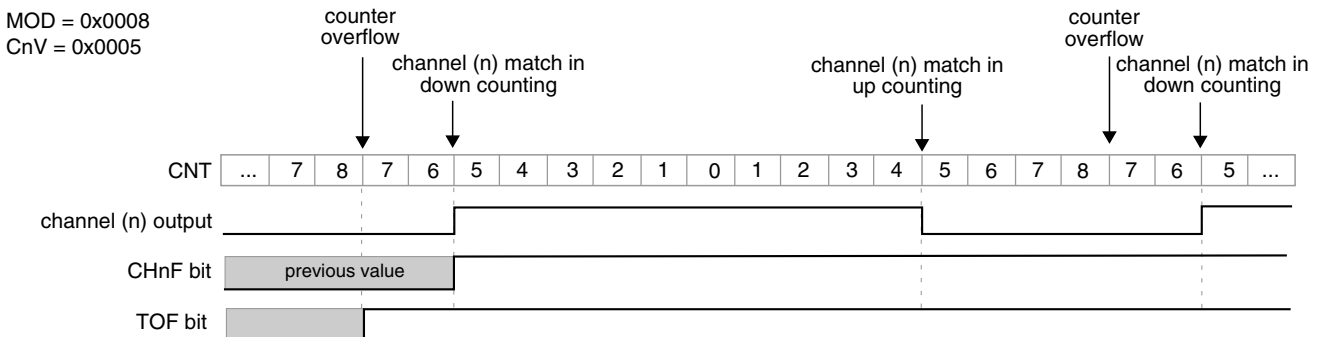 MOD = 0x0008
CnV = 0x0005
counter
overflow
channel (n) match in
down counting
channel (n) match in
up counting
counter
overflow
channel (n) match in
down counting
CNT ... 7 8 7 6 5 4 3 2 1 0 1 2 3 4 5 6 7 8 7 6 5 ...
channel (n) output
CHnF bit previous value
TOF bit